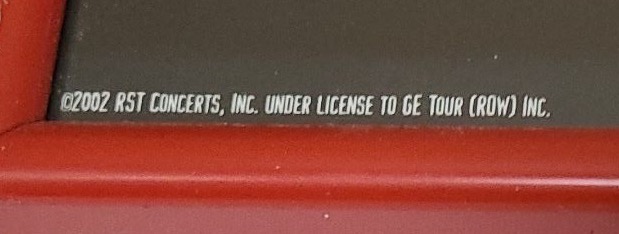 ©2002 RST CONCERTS, INC. UNDER LICENSE TO GE TOUR (ROW) INC.